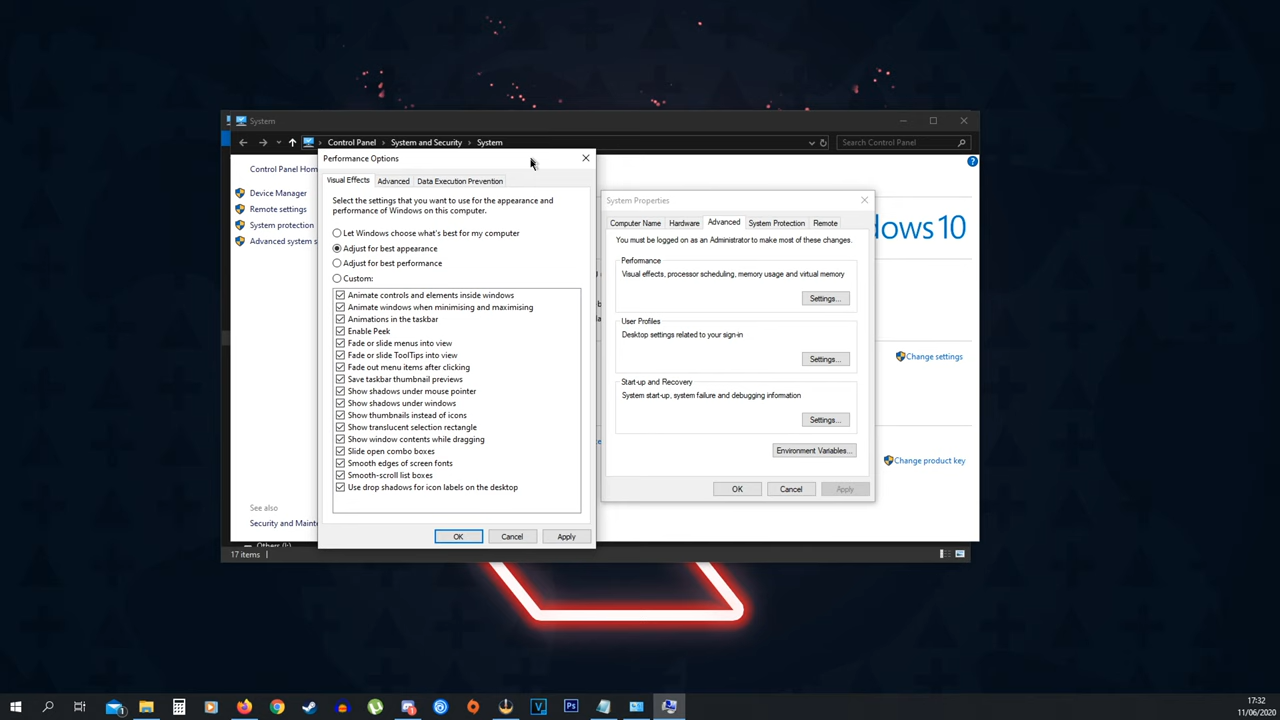 System
Control Panel > System and Security > System
Search Control Panel
Control Panel Hom
Device Manager
Remote settings
System protection
Advanced system s
See also
Security and Mainte
17 items
dows 10
Change settings
Change product key
Performance Options
Visual Effects
Advanced
Data Execution Prevention
Select the settings that you want to use for the appearance and
performance of Windows on this computer.
Let Windows choose what's best for my computer
Adjust for best appearance
Adjust for best performance
Custom:
Animate controls and elements inside windows
Animate windows when minimising and maximising
Animations in the taskbar
Enable Peek
Fade or slide menus into view
Fade or slide ToolTips into view
Fade out menu items after clicking
Save taskbar thumbnail previews
Show shadows under mouse pointer
Show shadows under windows
Show thumbnails instead of icons
Show translucent selection rectangle
Show window contents while dragging
Slide open combo boxes
Smooth edges of screen fonts
Smooth-scroll list boxes
Use drop shadows for icon labels on the desktop
OK
Cancel
Apply
System Properties
Computer Name
Hardware
Advanced
System Protection
Remote
You must be logged on as an Administrator to make most of these changes.
Performance
Visual effects, processor scheduling, memory usage and virtual memory
Settings...
User Profiles
Desktop settings related to your sign-in
Settings...
Start-up and Recovery
System start-up, system failure and debugging information
Settings...
Environment Variables...
OK
Cancel
Apply
17:32
11/06/2020